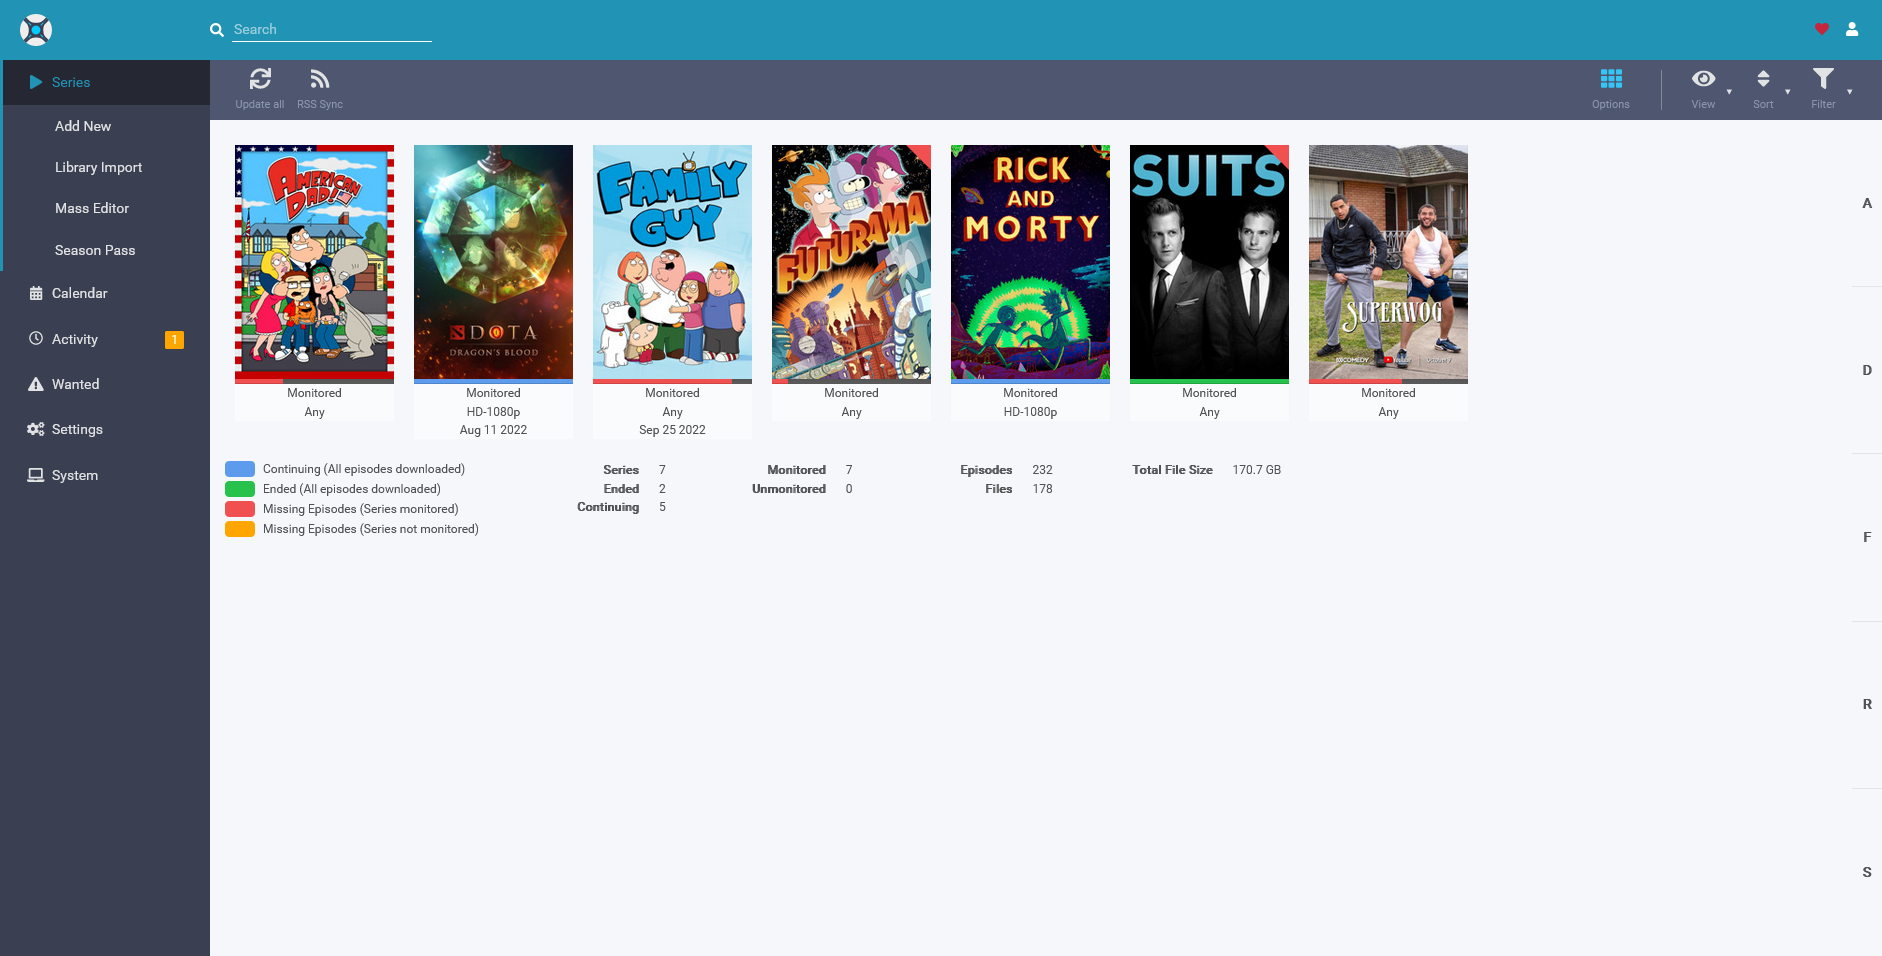 Search
Series
Add New
Library Import
Mass Editor
Season Pass
Calendar
Activity
1
Wanted
Settings
System
Update all
RSS Sync
Options
View
Sort
Filter
AMERICAN
DAD!
Monitored
Any
DOTA
DRAGON'S BLOOD
Monitored
HD-1080p
Aug 11 2022
FAMILY
GUY
Monitored
Any
Sep 25 2022
FUTURAMA
Monitored
Any
RICK
AND
MORTY
Monitored
HD-1080p
SUITS
Monitored
Any
SUPERWOG
Monitored
Any
Continuing (All episodes downloaded)
Ended (All episodes downloaded)
Missing Episodes (Series monitored)
Missing Episodes (Series not monitored)
Series 7
Ended 2
Continuing 5
Monitored 7
Unmonitored 0
Episodes 232
Files 178
Total File Size 170.7 GB
A
D
F
R
S